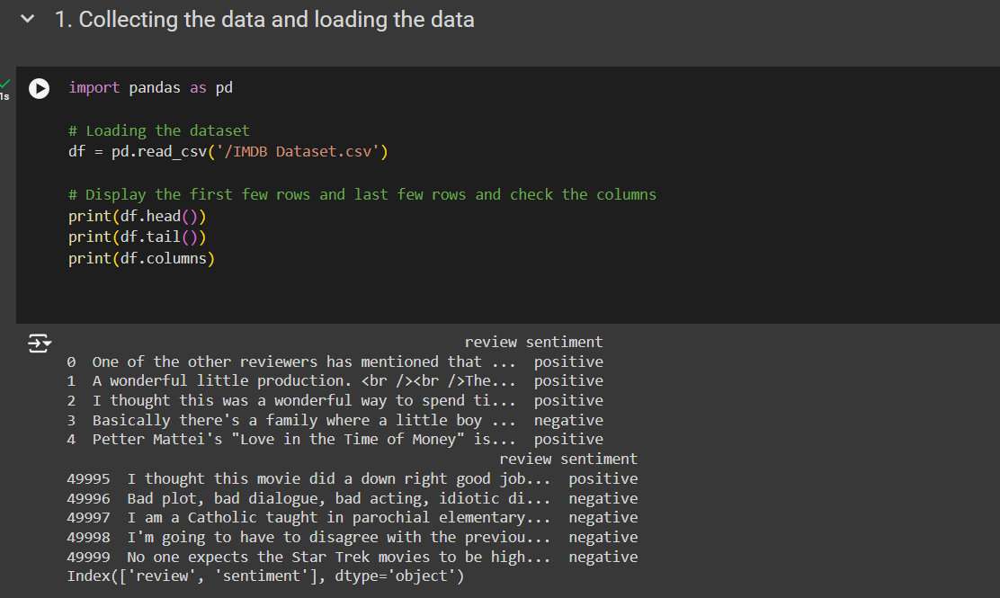 1. Collecting the data and loading the data
1s
import pandas as pd
# Loading the dataset
df = pd.read_csv('/IMDB Dataset.csv')
# Display the first few rows and last few rows and check the columns
print(df.head())
print(df.tail())
print(df.columns)
review sentiment
0 One of the other reviewers has mentioned that ... positive
1 A wonderful little production. <br /><br />The... positive
2 I thought this was a wonderful way to spend ti... positive
3 Basically there's a family where a little boy ... negative
4 Petter Mattei's "Love in the Time of Money" is... positive
review sentiment
49995 I thought this movie did a down right good job... positive
49996 Bad plot, bad dialogue, bad acting, idiotic di... negative
49997 I am a Catholic taught in parochial elementary... negative
49998 I'm going to have to disagree with the previou... negative
49999 No one expects the Star Trek movies to be high... negative
Index(['review', 'sentiment'], dtype='object')